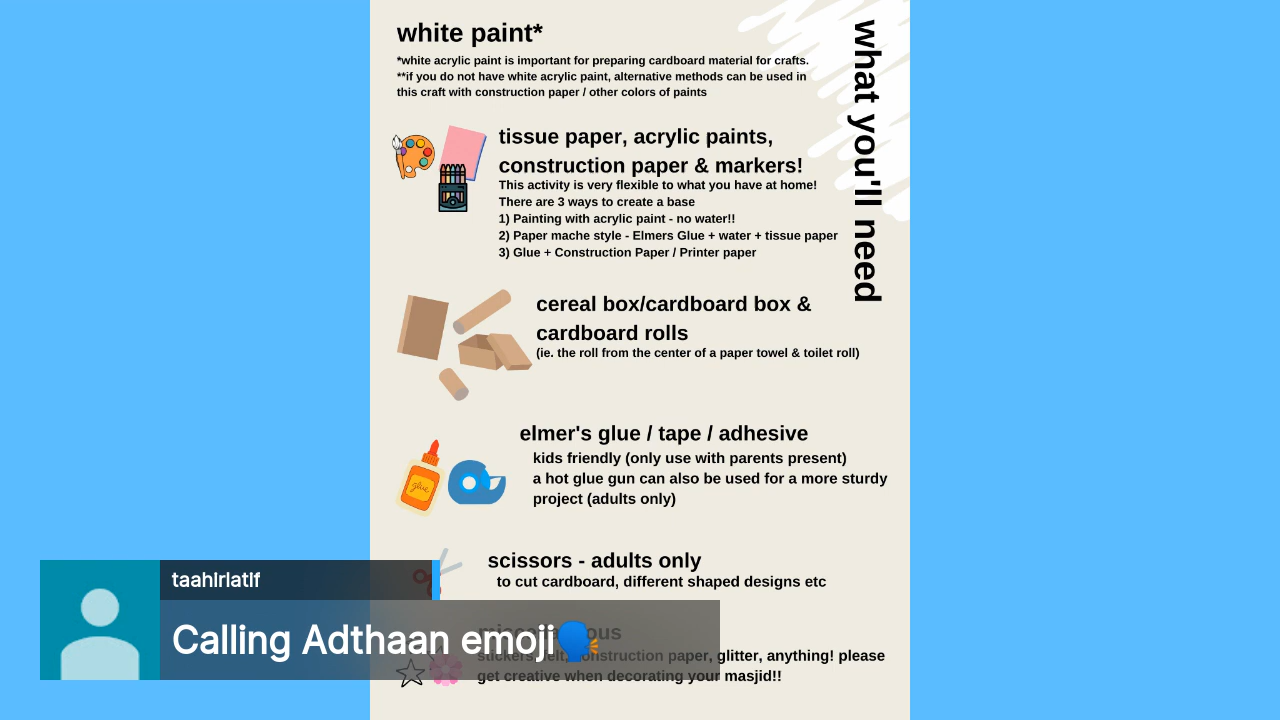 white paint*
*white acrylic paint is important for preparing cardboard material for crafts.
**if you do not have white acrylic paint, alternative methods can be used in
this craft with construction paper / other colors of paints
what you'll need
tissue paper, acrylic paints,
construction paper & markers!
This activity is very flexible to what you have at home!
There are 3 ways to create a base
1) Painting with acrylic paint - no water!!
2) Paper mache style - Elmers Glue + water + tissue paper
3) Glue + Construction Paper / Printer paper
cereal box/cardboard box &
cardboard rolls
(ie. the roll from the center of a paper towel & toilet roll)
elmer's glue / tape / adhesive
glue
kids friendly (only use with parents present)
a hot glue gun can also be used for a more sturdy
project (adults only)
scissors - adults only
to cut cardboard, different shaped designs etc
taahirlatif
Calling Adthaan emoji🗣
miscellaneous
stickers, felt, construction paper, glitter, anything! please
get creative when decorating your masjid!!